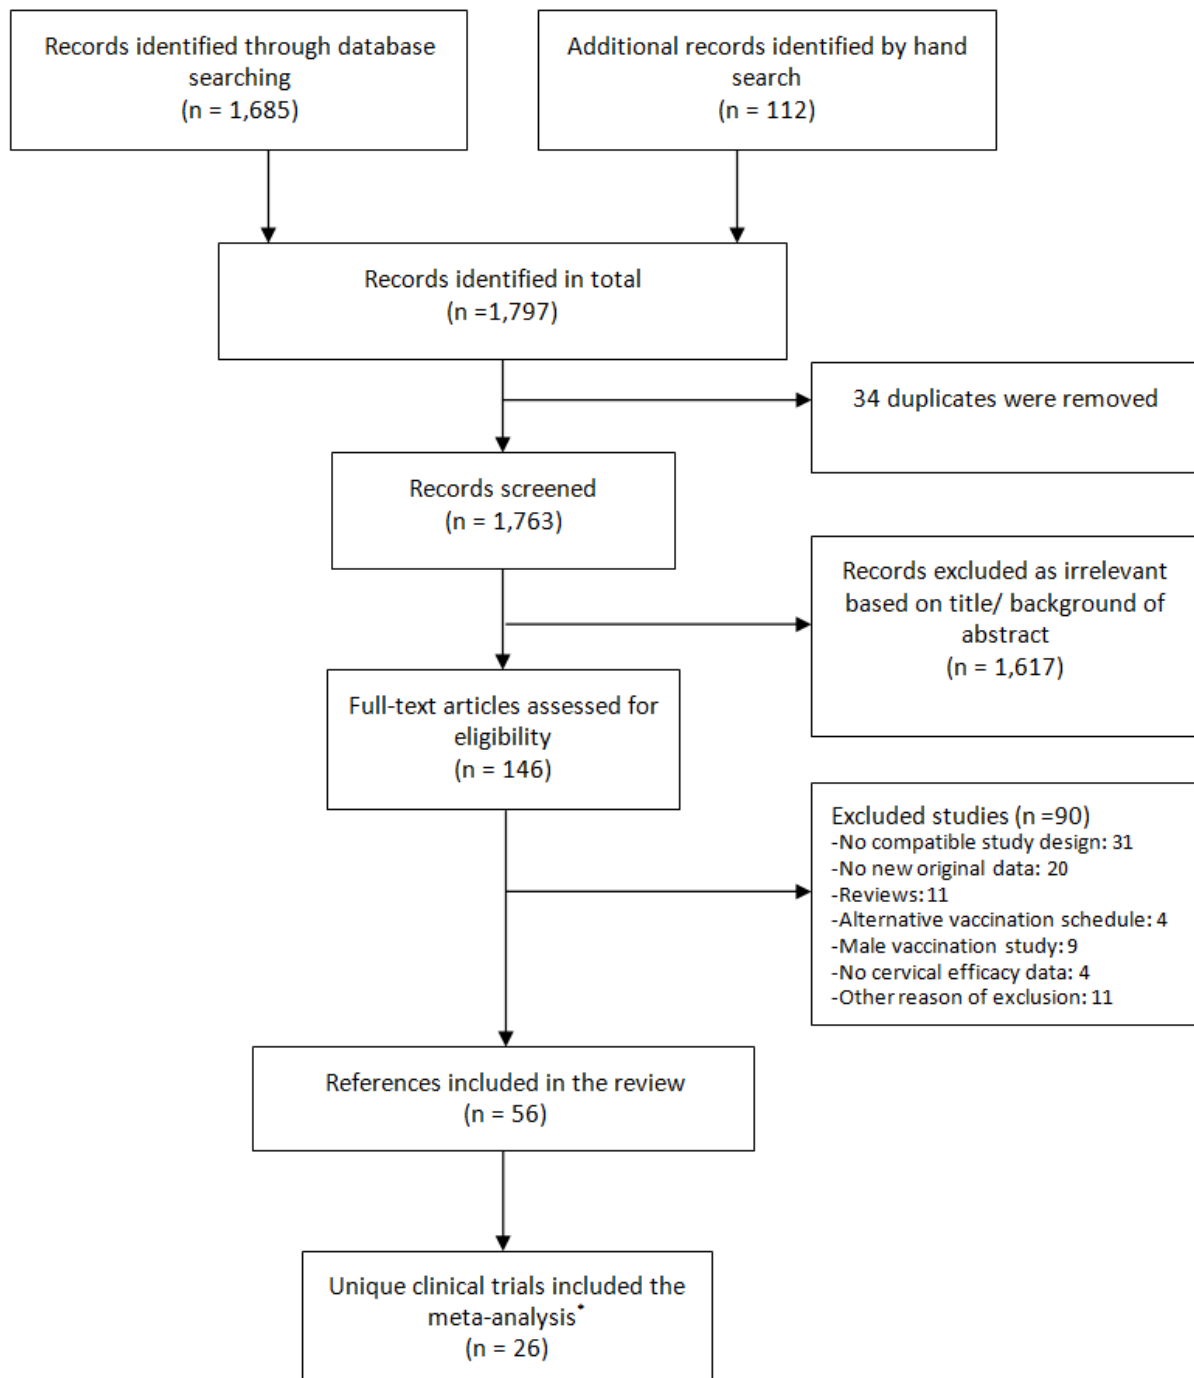 Records identified through database
searching
(n = 1,685)
Additional records identified by hand
search
(n = 112)
Records identified in total
(n =1,797)
34 duplicates were removed
Records screened
(n = 1,763)
Records excluded as irrelevant
based on title/ background of
abstract
(n = 1,617)
Full-text articles assessed for
eligibility
(n = 146)
Excluded studies (n =90)
-No compatible study design: 31
-No new original data: 20
-Reviews: 11
-Alternative vaccination schedule: 4
-Male vaccination study: 9
-No cervical efficacy data: 4
-Other reason of exclusion: 11
References included in the review
(n = 56)
Unique clinical trials included the
meta-analysis*
(n = 26)